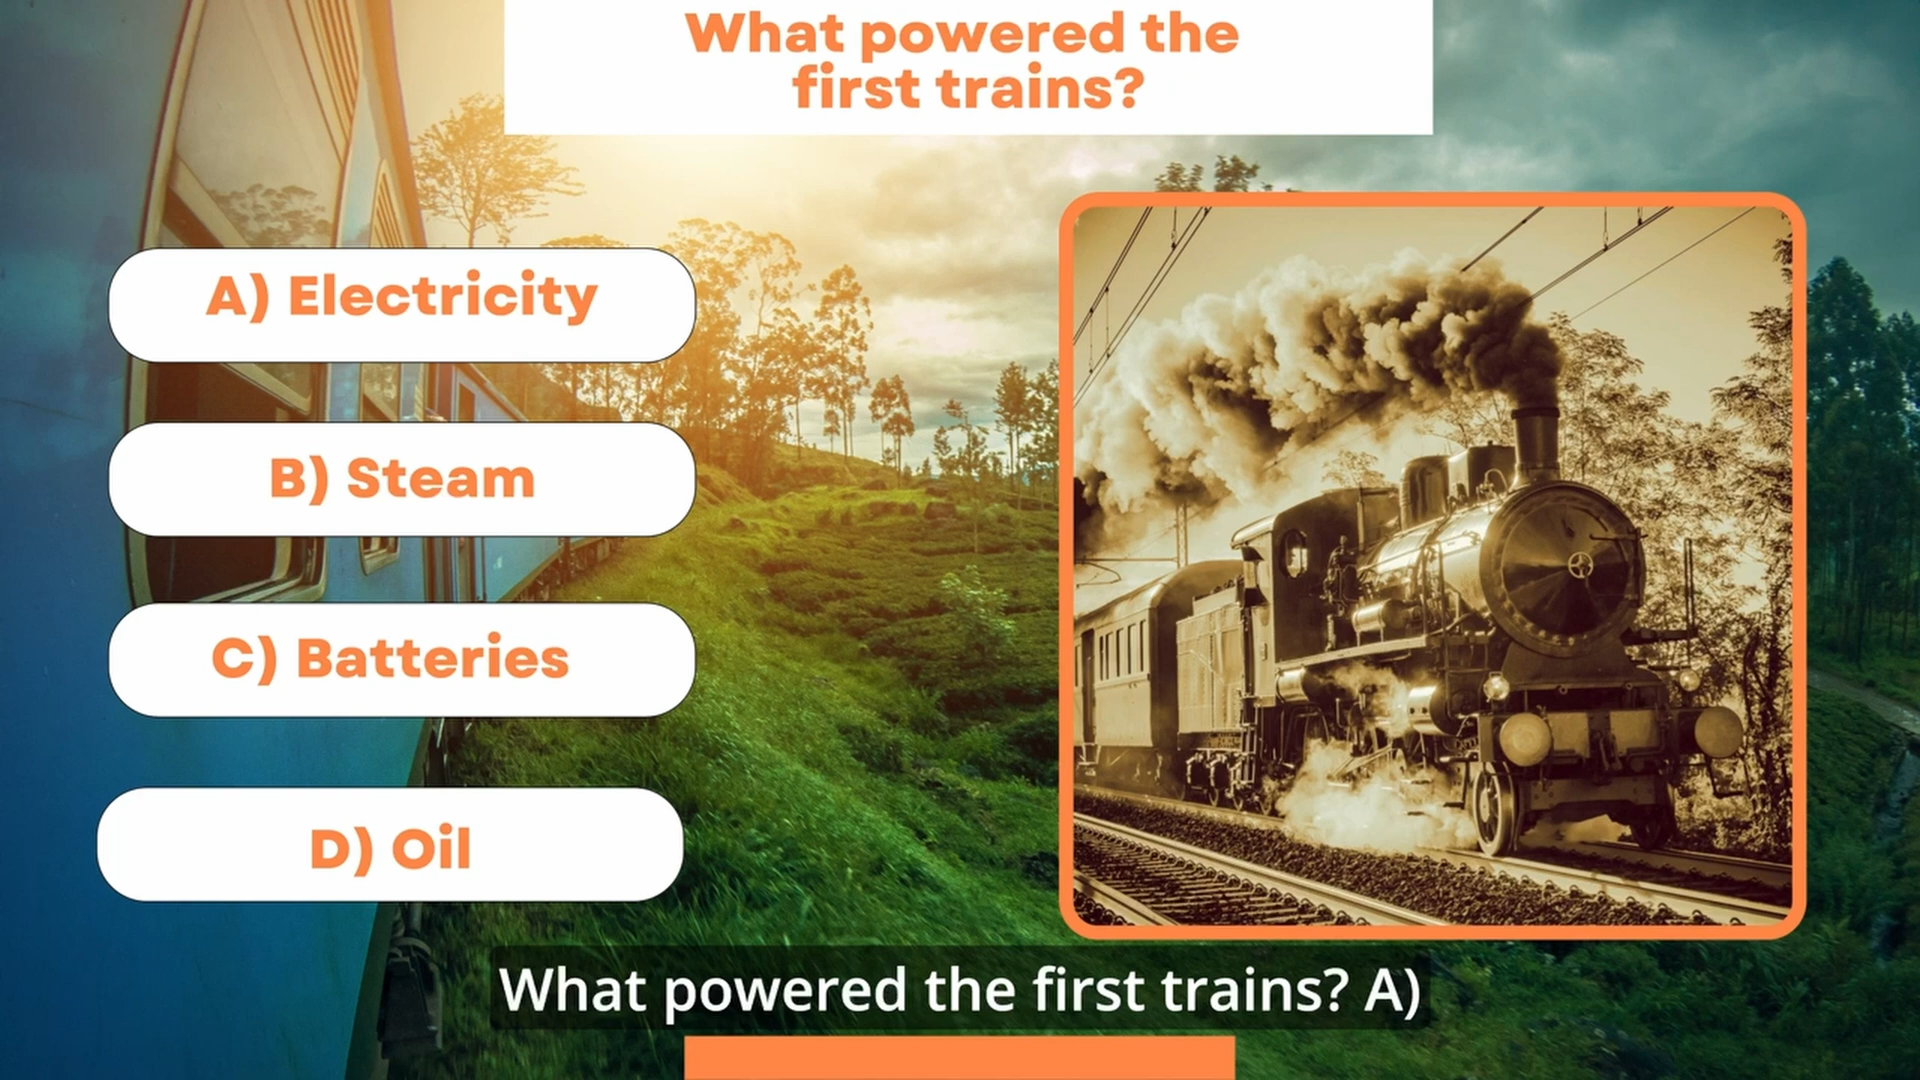 What powered the
first trains?
A) Electricity
B) Steam
C) Batteries
D) Oil
What powered the first trains? A)